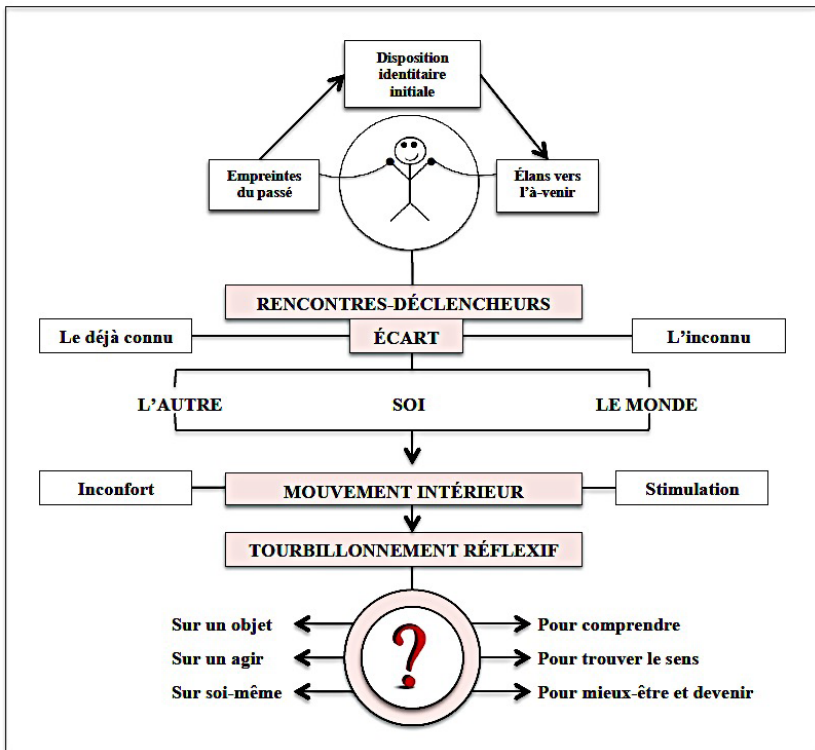 Disposition
identitaire
initiale
Empreintes
du passé
Élans vers
l'à-venir
RENCONTRES-DÉCLENCHEURS
Le déjà connu
ÉCART
L'inconnu
L'AUTRE
SOI
LE MONDE
Inconfort
MOUVEMENT INTÉRIEUR
Stimulation
TOURBILLONNEMENT RÉFLEXIF
Sur un objet
Sur un agir
Sur soi-même
?
Pour comprendre
Pour trouver le sens
Pour mieux-être et devenir